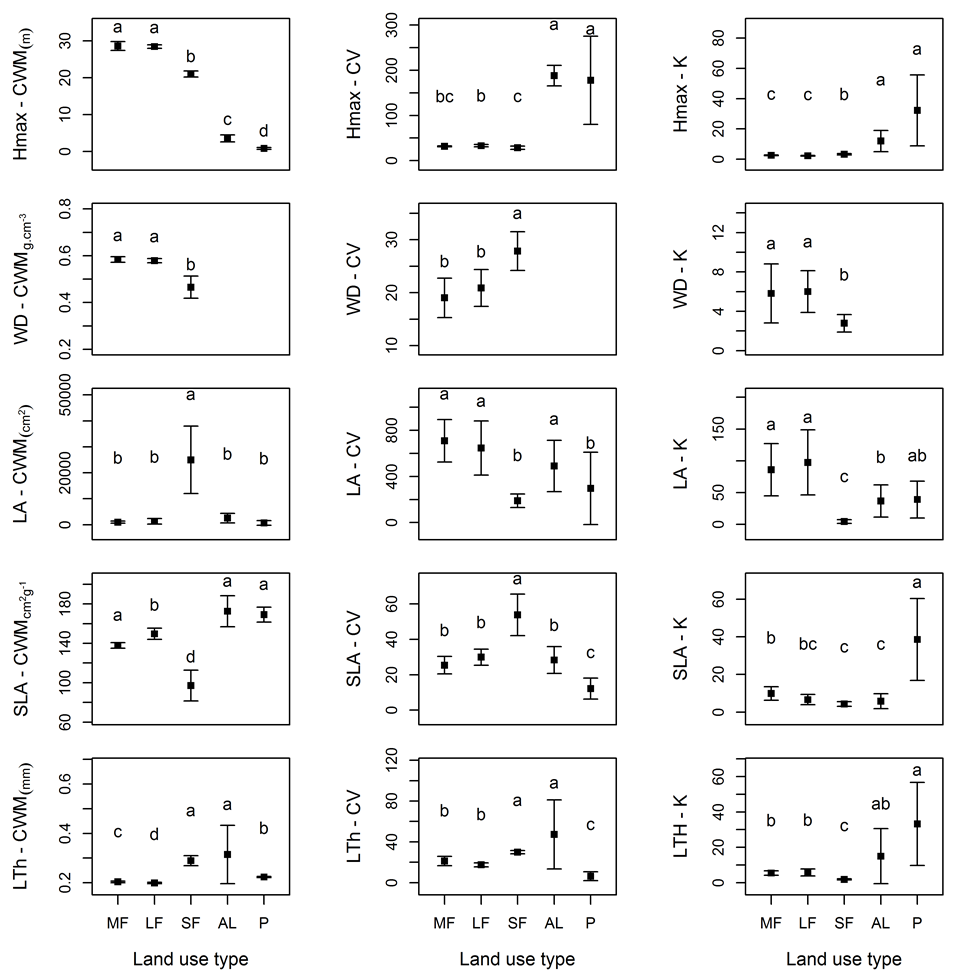 Hmax - CWM(m)
0 10 20 30
a a b c d
Hmax - CV
0 100 200 300
bc b c a a
Hmax - K
0 20 40 60 80
c c b a a
WD - CWMg.cm-3
0.2 0.4 0.6 0.8
a a b
WD - CV
10 20 30
b b a
WD - K
0 4 8 12
a a b
LA - CWM(cm2)
0 20000 50000
b b a b b
LA - CV
0 400 800
a a b a b
LA - K
0 50 150
a a c b ab
SLA - CWMcm2g-1
60 100 140 180
a b d a a
SLA - CV
0 20 40 60
b b a b c
SLA - K
0 20 40 60
b bc c c a
LTh - CWM(mm)
0.2 0.4 0.6
c d a a b
LTh - CV
0 40 80 120
b b a a c
LTH - K
0 20 40 60
b b c ab a
MF LF SF AL P
MF LF SF AL P
MF LF SF AL P
Land use type
Land use type
Land use type